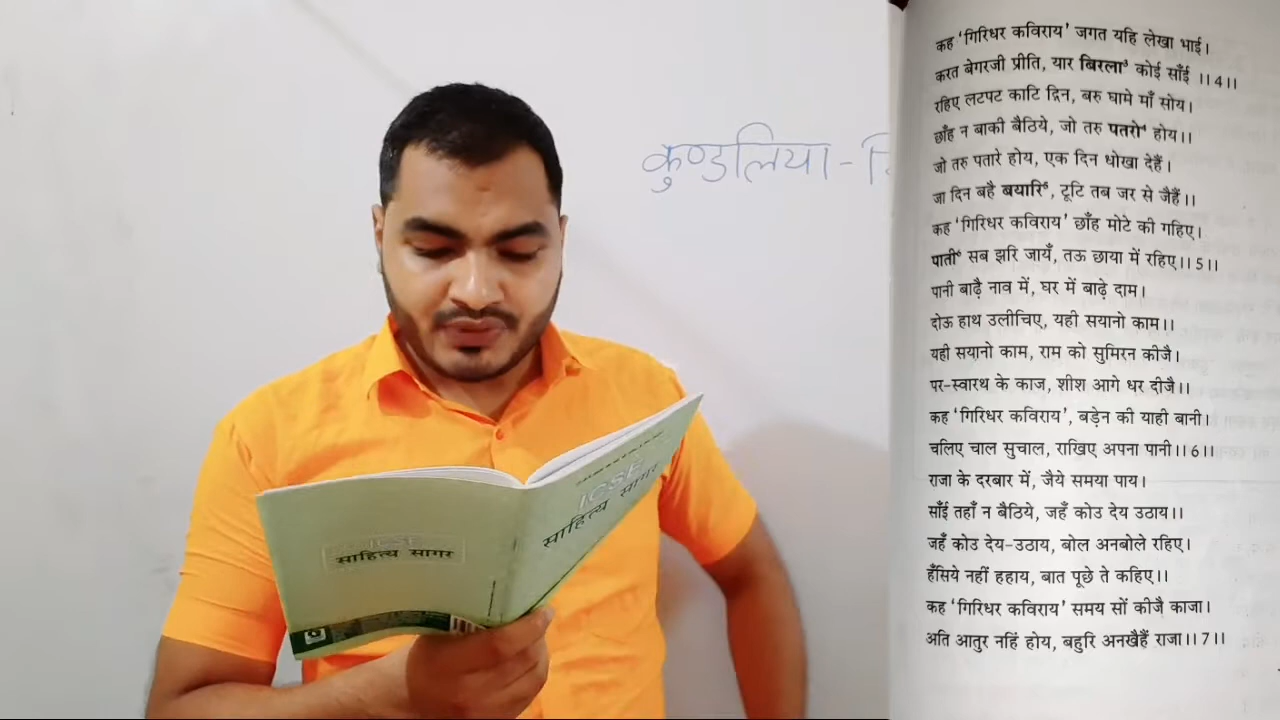 कुण्डलिया -
ICSE
साहित्य सागर
ICSE
साहित्य सागर
कह 'गिरिधर कविराय' जगत यहि लेखा भाई।
करत बेगरजी प्रीति, यार बिरला³ कोई साँई ।।4।।
रहिए लटपट काटि दिन, बरु घामे माँ सोय।
छाँह न बाकी बैठिये, जो तरु पतरो⁴ होय।।
जो तरु पतारे होय, एक दिन धोखा देहैं।
जा दिन बहै बयारि⁵, टूटि तब जर से जैहैं।।
कह 'गिरिधर कविराय' छाँह मोटे की गहिए।
पाती⁶ सब झरि जायँ, तऊ छाया में रहिए।।5।।
पानी बाढ़ै नाव में, घर में बाढ़े दाम।
दोऊ हाथ उलीचिए, यही सयानो काम।।
यही सयानो काम, राम को सुमिरन कीजै।
पर-स्वारथ के काज, शीश आगे धर दीजै।।
कह 'गिरिधर कविराय', बड़ेन की याही बानी।
चलिए चाल सुचाल, राखिए अपना पानी।।6।।
राजा के दरबार में, जैये समया पाय।
साँई तहाँ न बैठिये, जहँ कोउ देय उठाय।।
जहँ कोउ देय-उठाय, बोल अनबोले रहिए।
हँसिये नहीं हहाय, बात पूछे ते कहिए।।
कह 'गिरिधर कविराय' समय सों कीजै काजा।
अति आतुर नहिं होय, बहुरि अनखैहैं राजा।।7।।